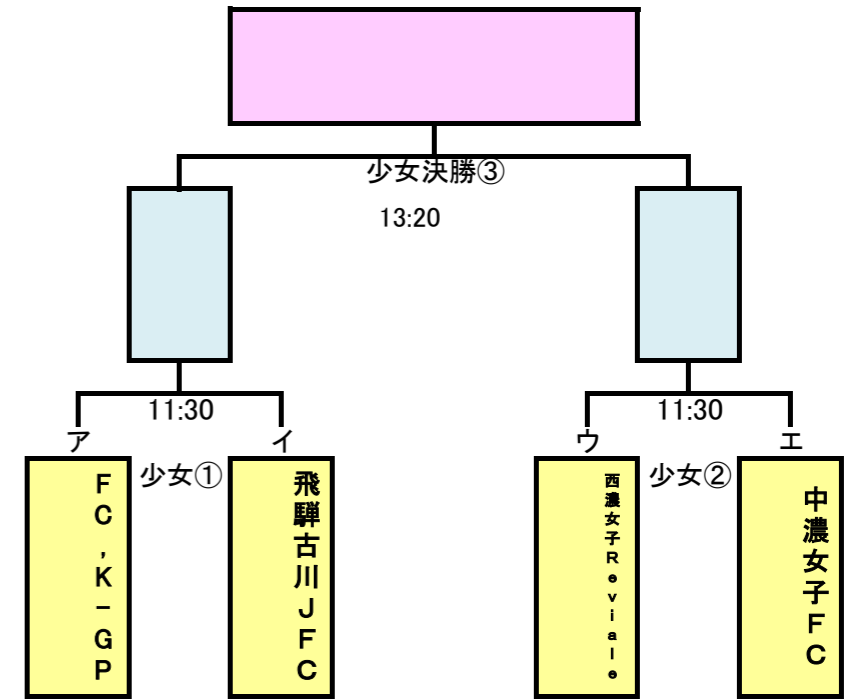 少女決勝③
13:20
11:30
11:30
ア
イ
ウ
エ
少女①
少女②
FC,K-GP
飛騨古川JFC
西濃女子Reviale
中濃女子FC